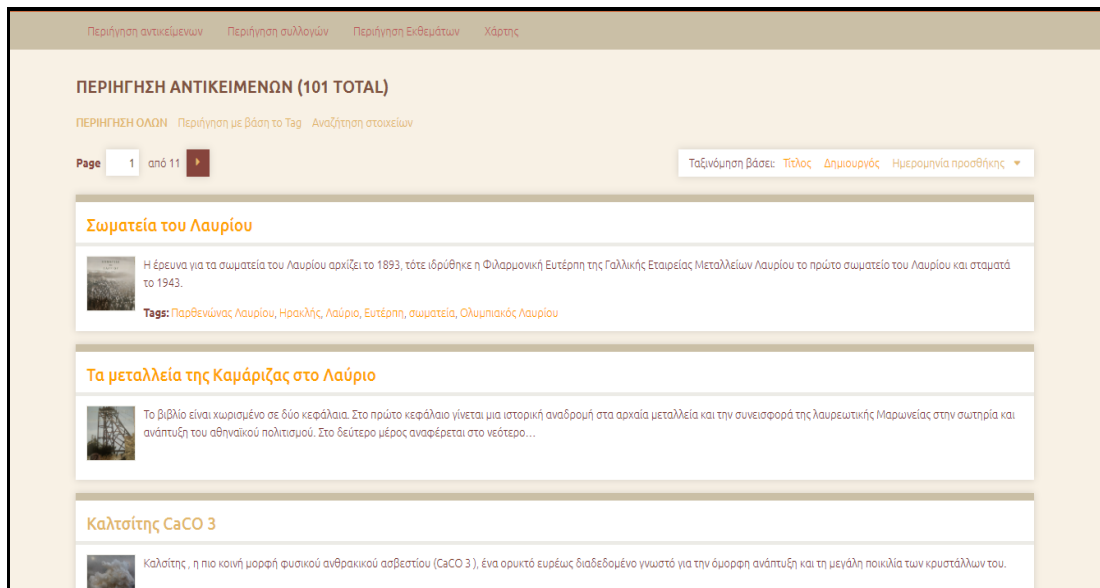 Περιήγηση αντικείμενων Περιήγηση συλλογών Περιήγηση Εκθεμάτων Χάρτης
ΠΕΡΙΗΓΗΣΗ ΑΝΤΙΚΕΙΜΕΝΩΝ (101 TOTAL)
ΠΕΡΙΗΓΗΣΗ ΟΛΩΝ Περιήγηση με βάση το Tag Αναζήτηση στοιχείων
Page 1 από 11 Ταξινόμηση βάσει: Τίτλος Δημιουργός Ημερομηνία προσθήκης
Σωματεία του Λαυρίου
Η έρευνα για τα σωματεία του Λαυρίου αρχίζει το 1893, τότε ιδρύθηκε η Φιλαρμονική Ευτέρπη της Γαλλικής Εταιρείας Μεταλλείων Λαυρίου το πρώτο σωματείο του Λαυρίου και σταματά
το 1943.
Tags: Παρθενώνας Λαυρίου, Ηρακλής, Λαύριο, Ευτέρπη, σωματεία, Ολυμπιακός Λαυρίου
Τα μεταλλεία της Καμάριζας στο Λαύριο
Το βιβλίο είναι χωρισμένο σε δύο κεφάλαια. Στο πρώτο κεφάλαιο γίνεται μια ιστορική αναδρομή στα αρχαία μεταλλεία και την συνεισφορά της λαυρεωτικής Μαρωνείας στην σωτηρία και
ανάπτυξη του αθηναϊκού πολιτισμού. Στο δεύτερο μέρος αναφέρεται στο νεότερο…
Καλτσίτης CaCO 3
Καλσίτης , η πιο κοινή μορφή φυσικού ανθρακικού ασβεστίου (CaCO 3 ), ένα ορυκτό ευρέως διαδεδομένο γνωστό για την όμορφη ανάπτυξη και τη μεγάλη ποικιλία των κρυστάλλων του.